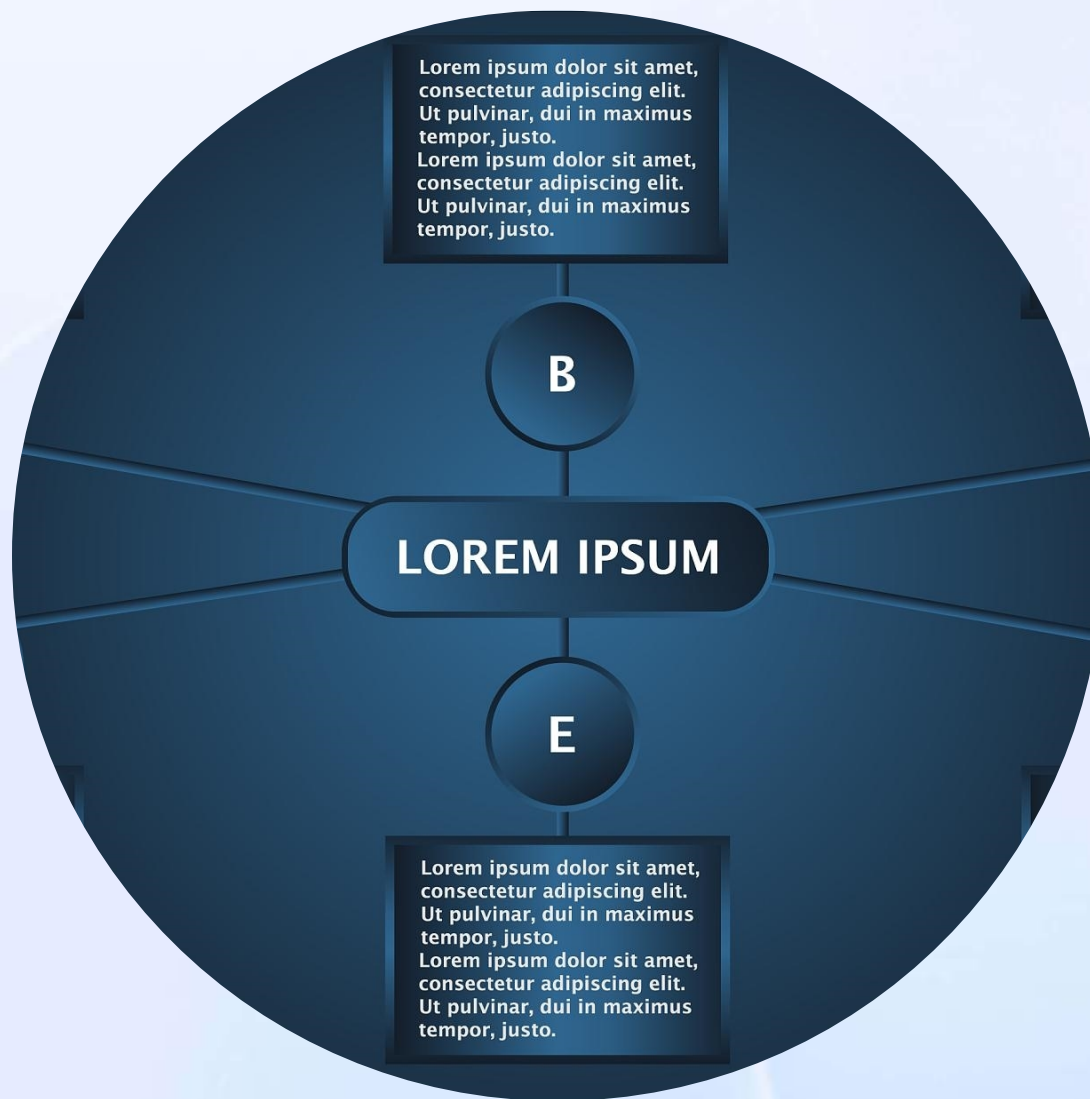 Lorem ipsum dolor sit amet,
consectetur adipiscing elit.
Ut pulvinar, dui in maximus
tempor, justo.
Lorem ipsum dolor sit amet,
consectetur adipiscing elit.
Ut pulvinar, dui in maximus
tempor, justo.
B
LOREM IPSUM
E
Lorem ipsum dolor sit amet,
consectetur adipiscing elit.
Ut pulvinar, dui in maximus
tempor, justo.
Lorem ipsum dolor sit amet,
consectetur adipiscing elit.
Ut pulvinar, dui in maximus
tempor, justo.